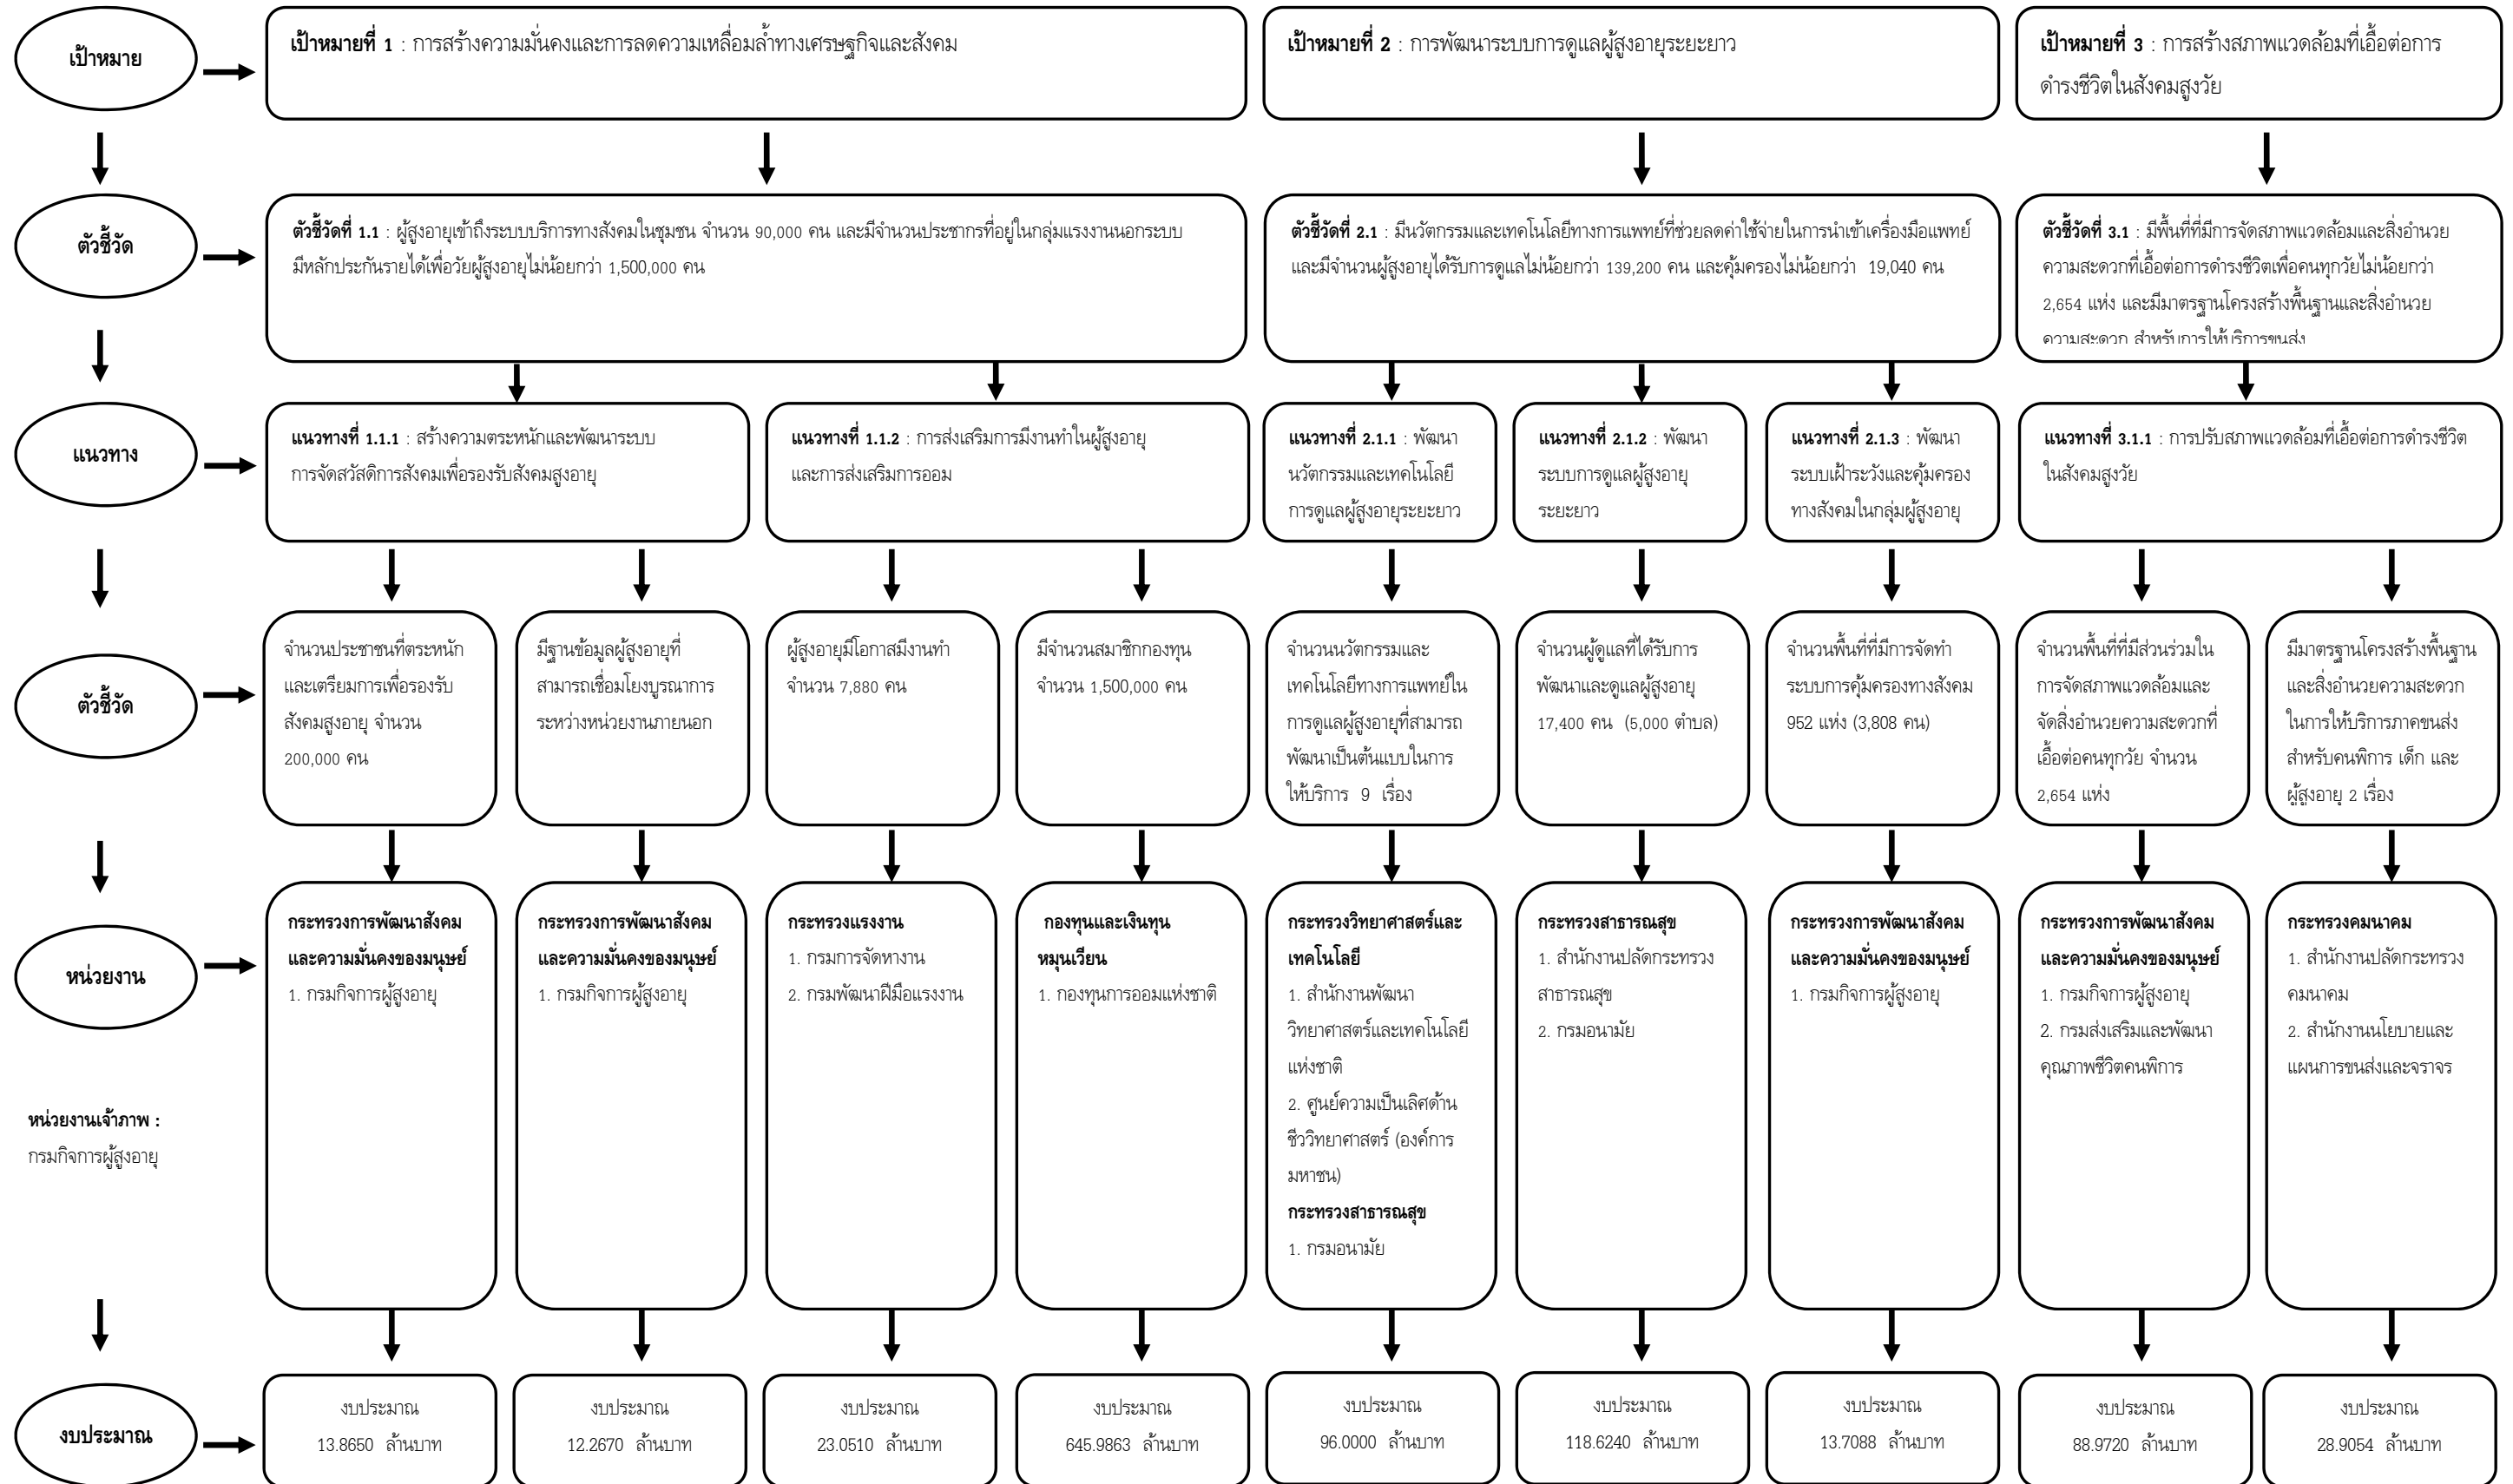 เป้าหมาย
เป้าหมายที่ 1 : การสร้างความมั่นคงและการลดความเหลื่อมล้ำทางเศรษฐกิจและสังคม
เป้าหมายที่ 2 : การพัฒนาระบบการดูแลผู้สูงอายุระยะยาว
เป้าหมายที่ 3 : การสร้างสภาพแวดล้อมที่เอื้อต่อการ
ดำรงชีวิตในสังคมสูงวัย
ตัวชี้วัด
ตัวชี้วัดที่ 1.1 : ผู้สูงอายุเข้าถึงระบบบริการทางสังคมในชุมชน จำนวน 90,000 คน และมีจำนวนประชากรที่อยู่ในกลุ่มแรงงานนอกระบบ
มีหลักประกันรายได้เพื่อวัยผู้สูงอายุไม่น้อยกว่า 1,500,000 คน
ตัวชี้วัดที่ 2.1 : มีนวัตกรรมและเทคโนโลยีทางการแพทย์ที่ช่วยลดค่าใช้จ่ายในการนำเข้าเครื่องมือแพทย์
และมีจำนวนผู้สูงอายุได้รับการดูแลไม่น้อยกว่า 139,200 คน และคุ้มครองไม่น้อยกว่า 19,040 คน
ตัวชี้วัดที่ 3.1 : มีพื้นที่ที่มีการจัดสภาพแวดล้อมและสิ่งอำนวย
ความสะดวกที่เอื้อต่อการดำรงชีวิตเพื่อคนทุกวัยไม่น้อยกว่า
2,654 แห่ง และมีมาตรฐานโครงสร้างพื้นฐานและสิ่งอำนวย
ความสะดวก สำหรับการให้บริการขนส่ง
แนวทาง
แนวทางที่ 1.1.1 : สร้างความตระหนักและพัฒนาระบบ
การจัดสวัสดิการสังคมเพื่อรองรับสังคมสูงอายุ
แนวทางที่ 1.1.2 : การส่งเสริมการมีงานทำในผู้สูงอายุ
และการส่งเสริมการออม
แนวทางที่ 2.1.1 : พัฒนา
นวัตกรรมและเทคโนโลยี
การดูแลผู้สูงอายุระยะยาว
แนวทางที่ 2.1.2 : พัฒนา
ระบบการดูแลผู้สูงอายุ
ระยะยาว
แนวทางที่ 2.1.3 : พัฒนา
ระบบเฝ้าระวังและคุ้มครอง
ทางสังคมในกลุ่มผู้สูงอายุ
แนวทางที่ 3.1.1 : การปรับสภาพแวดล้อมที่เอื้อต่อการดำรงชีวิต
ในสังคมสูงวัย
ตัวชี้วัด
จำนวนประชาชนที่ตระหนัก
และเตรียมการเพื่อรองรับ
สังคมสูงอายุ จำนวน
200,000 คน
มีฐานข้อมูลผู้สูงอายุที่
สามารถเชื่อมโยงบูรณาการ
ระหว่างหน่วยงานภายนอก
ผู้สูงอายุมีโอกาสมีงานทำ
จำนวน 7,880 คน
มีจำนวนสมาชิกกองทุน
จำนวน 1,500,000 คน
จำนวนนวัตกรรมและ
เทคโนโลยีทางการแพทย์ใน
การดูแลผู้สูงอายุที่สามารถ
พัฒนาเป็นต้นแบบในการ
ให้บริการ 9 เรื่อง
จำนวนผู้ดูแลที่ได้รับการ
พัฒนาและดูแลผู้สูงอายุ
17,400 คน (5,000 ตำบล)
จำนวนพื้นที่ที่มีการจัดทำ
ระบบการคุ้มครองทางสังคม
952 แห่ง (3,808 คน)
จำนวนพื้นที่ที่มีส่วนร่วมใน
การจัดสภาพแวดล้อมและ
จัดสิ่งอำนวยความสะดวกที่
เอื้อต่อคนทุกวัย จำนวน
2,654 แห่ง
มีมาตรฐานโครงสร้างพื้นฐาน
และสิ่งอำนวยความสะดวก
ในการให้บริการภาคขนส่ง
สำหรับคนพิการ เด็ก และ
ผู้สูงอายุ 2 เรื่อง
หน่วยงาน
กระทรวงการพัฒนาสังคม
และความมั่นคงของมนุษย์
1. กรมกิจการผู้สูงอายุ
กระทรวงการพัฒนาสังคม
และความมั่นคงของมนุษย์
1. กรมกิจการผู้สูงอายุ
กระทรวงแรงงาน
1. กรมการจัดหางาน
2. กรมพัฒนาฝีมือแรงงาน
กองทุนและเงินทุน
หมุนเวียน
1. กองทุนการออมแห่งชาติ
กระทรวงวิทยาศาสตร์และ
เทคโนโลยี
1. สำนักงานพัฒนา
วิทยาศาสตร์และเทคโนโลยี
แห่งชาติ
2. ศูนย์ความเป็นเลิศด้าน
ชีววิทยาศาสตร์ (องค์การ
มหาชน)
กระทรวงสาธารณสุข
1. กรมอนามัย
กระทรวงสาธารณสุข
1. สำนักงานปลัดกระทรวง
สาธารณสุข
2. กรมอนามัย
กระทรวงการพัฒนาสังคม
และความมั่นคงของมนุษย์
1. กรมกิจการผู้สูงอายุ
กระทรวงการพัฒนาสังคม
และความมั่นคงของมนุษย์
1. กรมกิจการผู้สูงอายุ
2. กรมส่งเสริมและพัฒนา
คุณภาพชีวิตคนพิการ
กระทรวงคมนาคม
1. สำนักงานปลัดกระทรวง
คมนาคม
2. สำนักงานนโยบายและ
แผนการขนส่งและจราจร
หน่วยงานเจ้าภาพ :
กรมกิจการผู้สูงอายุ
งบประมาณ
งบประมาณ
13.8650 ล้านบาท
งบประมาณ
12.2670 ล้านบาท
งบประมาณ
23.0510 ล้านบาท
งบประมาณ
645.9863 ล้านบาท
งบประมาณ
96.0000 ล้านบาท
งบประมาณ
118.6240 ล้านบาท
งบประมาณ
13.7088 ล้านบาท
งบประมาณ
88.9720 ล้านบาท
งบประมาณ
28.9054 ล้านบาท